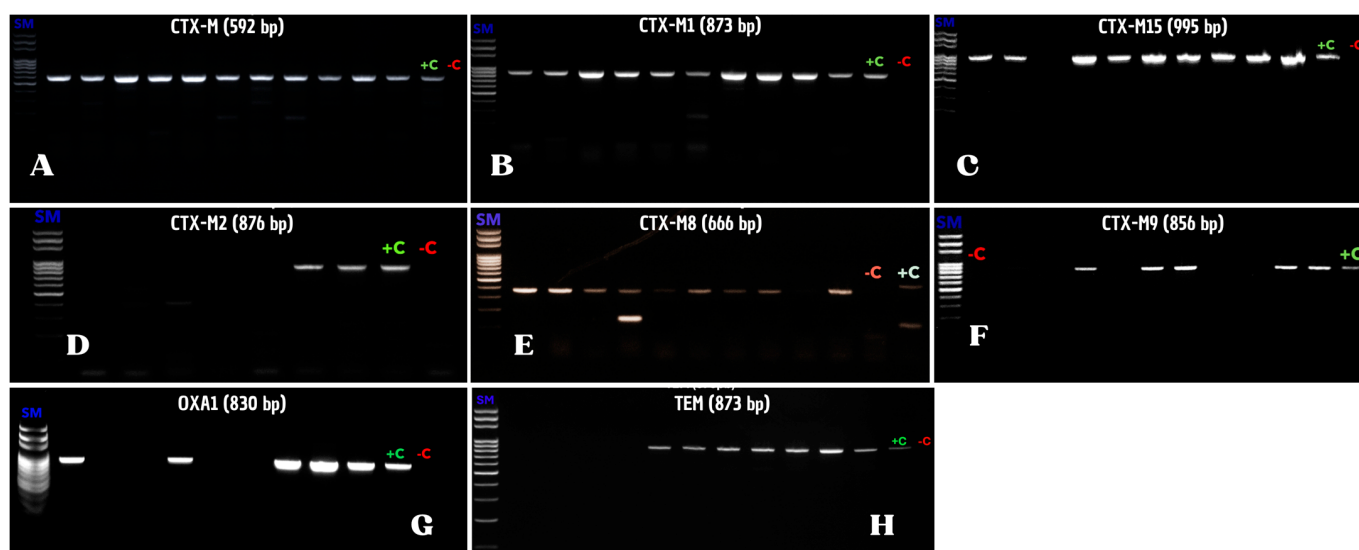 SM CTX-M (592 bp)
+C -C
A
SM CTX-M1 (873 bp)
+C -C
B
SM CTX-M15 (995 bp)
+C -C
C
SM CTX-M2 (876 bp)
+C -C
D
SM CTX-M8 (666 bp)
-C +C
E
SM CTX-M9 (856 bp)
-C +C
F
SM OXA1 (830 bp)
+C -C
G
SM TEM (873 bp)
+C -C
H